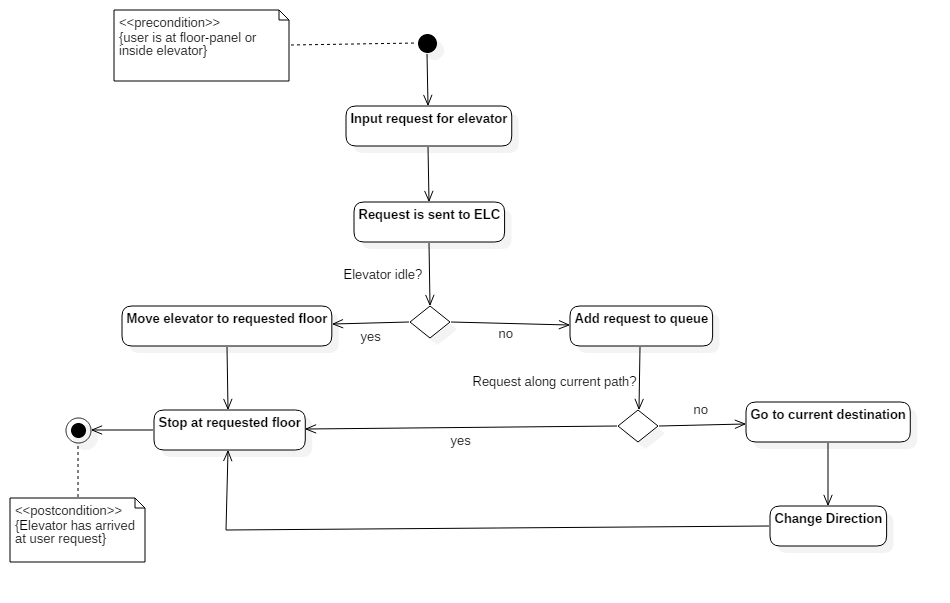 <<precondition>>
{user is at floor-panel or
inside elevator}
Input request for elevator
Request is sent to ELC
Elevator idle?
Move elevator to requested floor
yes
no
Add request to queue
Request along current path?
Stop at requested floor
yes
no
Go to current destination
<<postcondition>>
{Elevator has arrived
at user request}
Change Direction